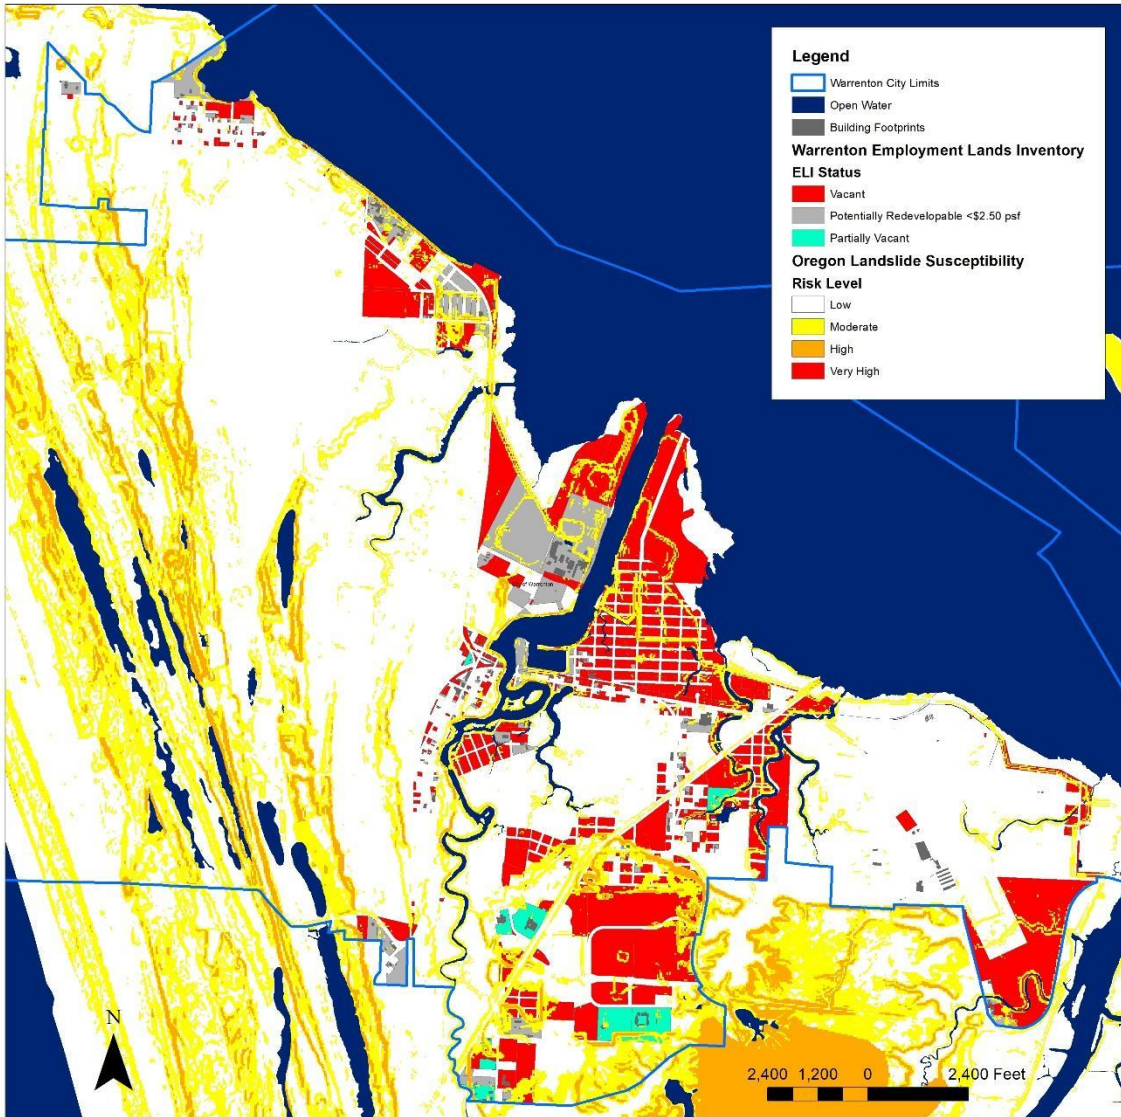 Legend
Warrenton City Limits
Open Water
Building Footprints
Warrenton Employment Lands Inventory
ELI Status
Vacant
Potentially Redevelopable <$2.50 psf
Partially Vacant
Oregon Landslide Susceptibility
Risk Level
Low
Moderate
High
Very High
of Warrenton
N
2,400 1,200 0 2,400 Feet